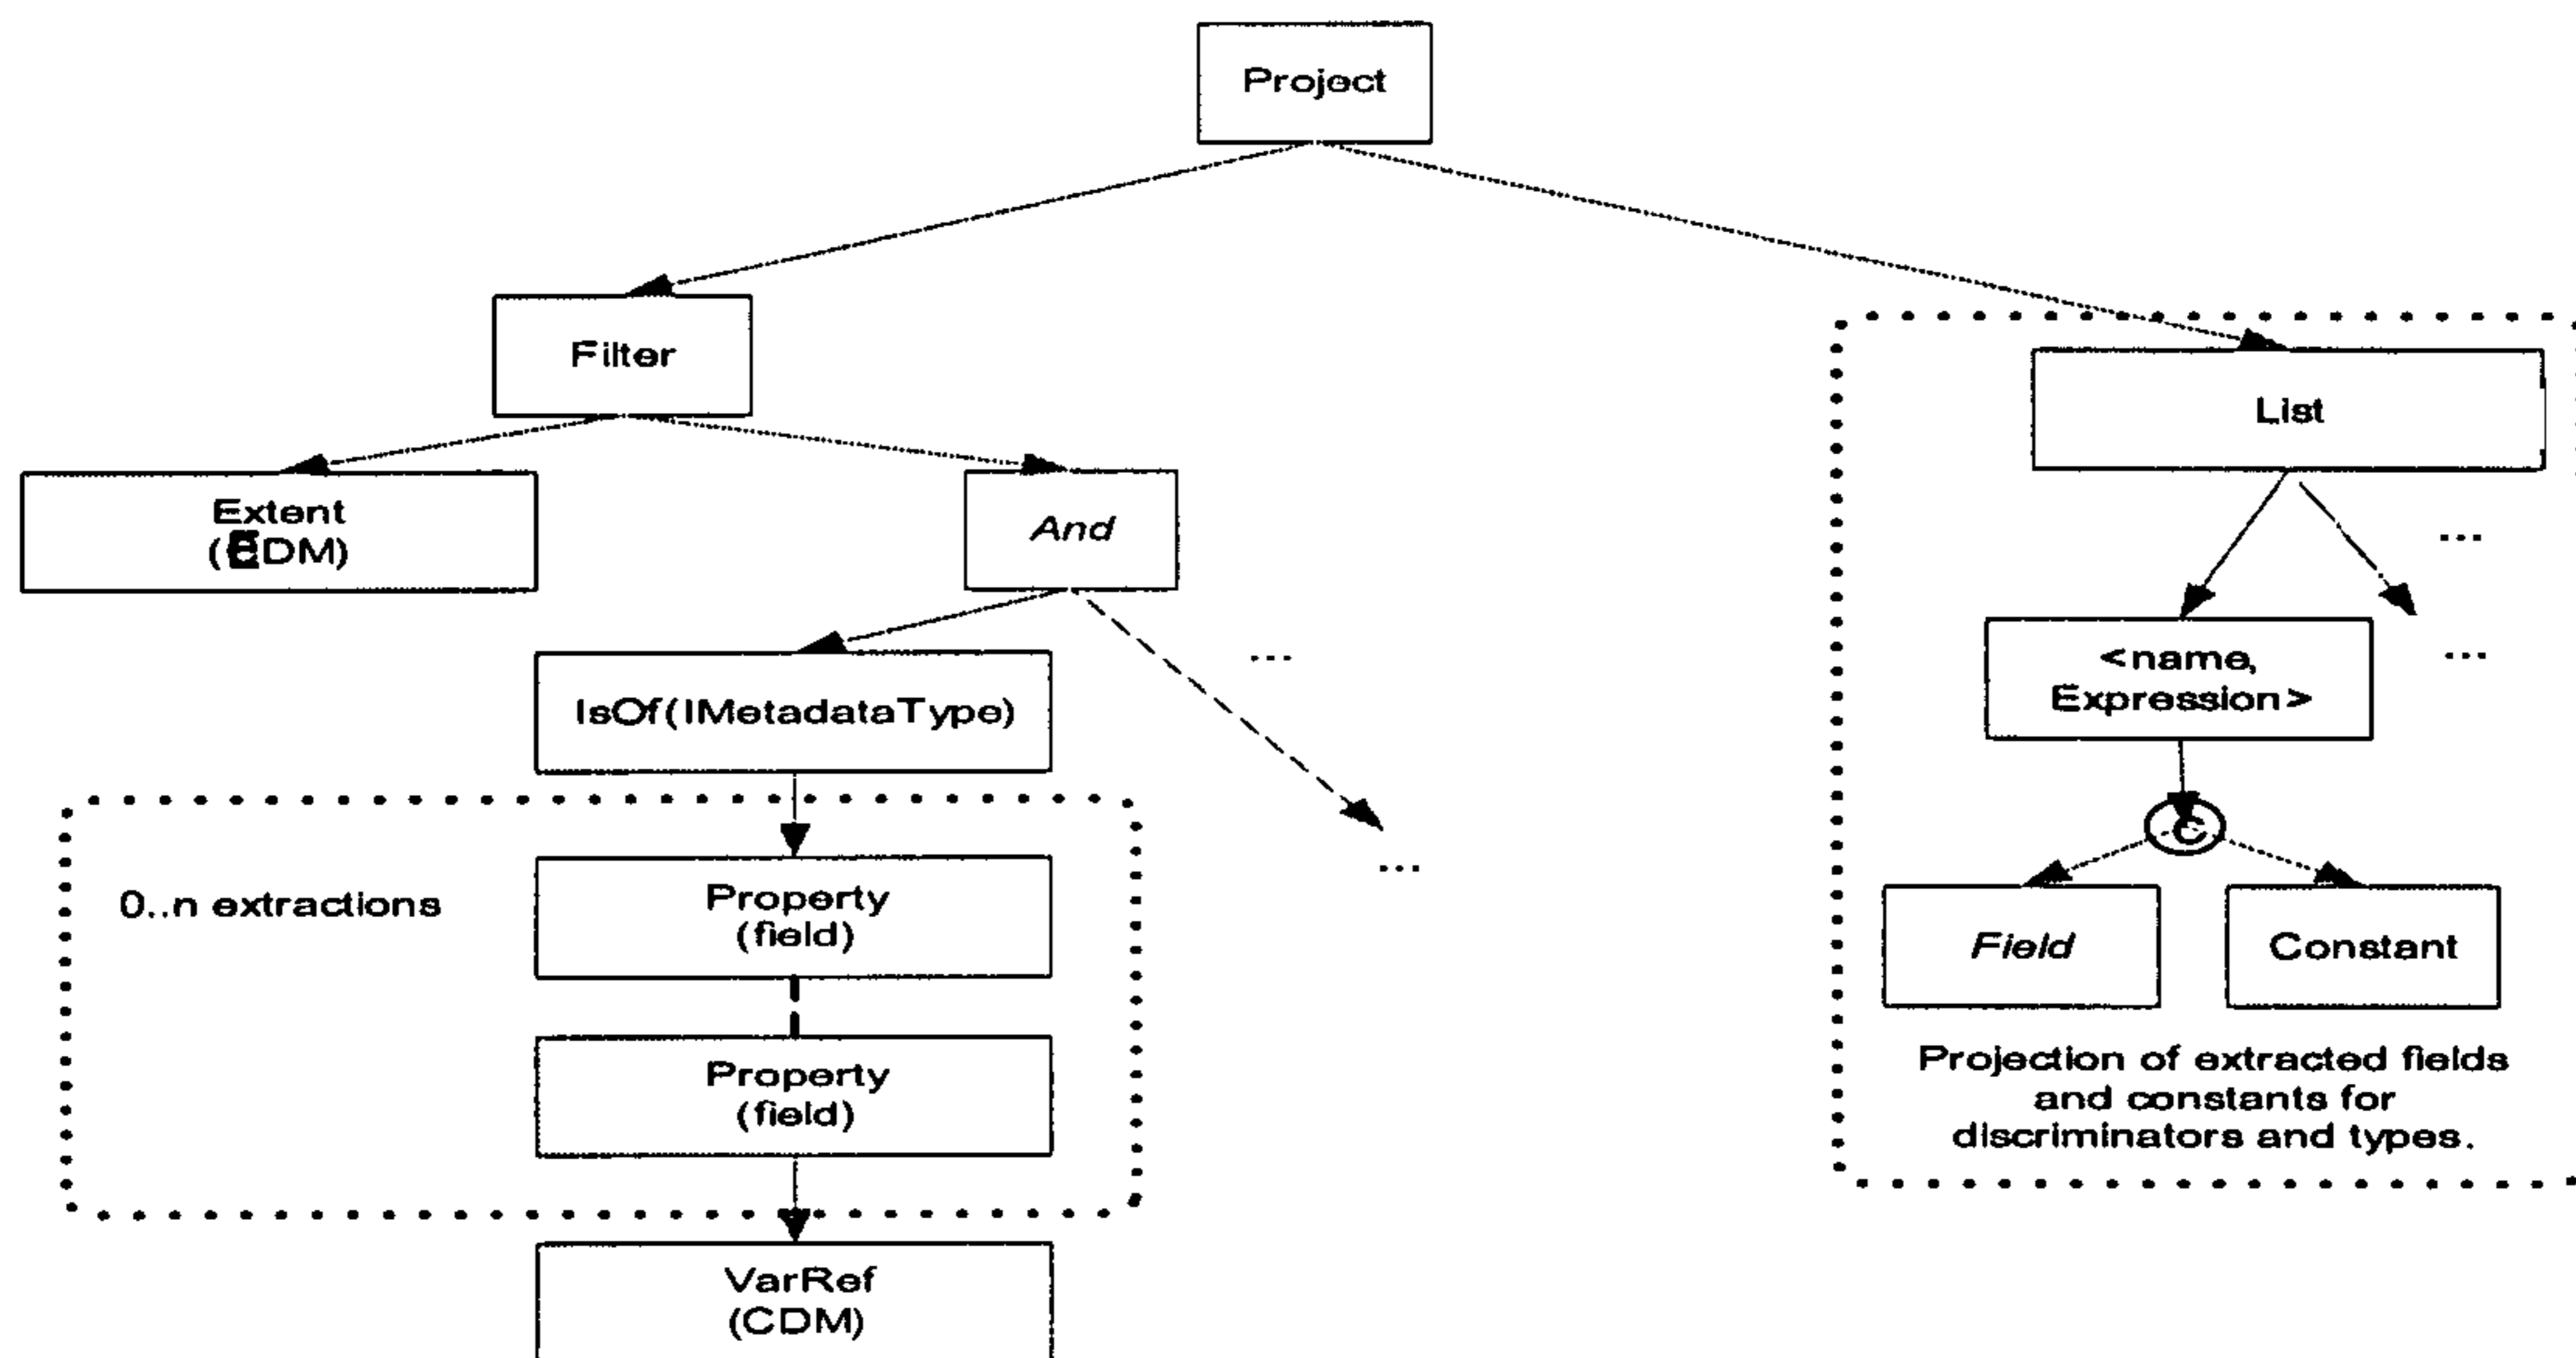 Project
Filter
List
Extent
And
...
<name,
Expression>
...
IsOf(IMetadataType)
...
C
...
0..n extractions
Property
(field)
Field
Constant
Property
(field)
Projection of extracted fields
and constants for
discriminators and types.
VarRef
(CDM)